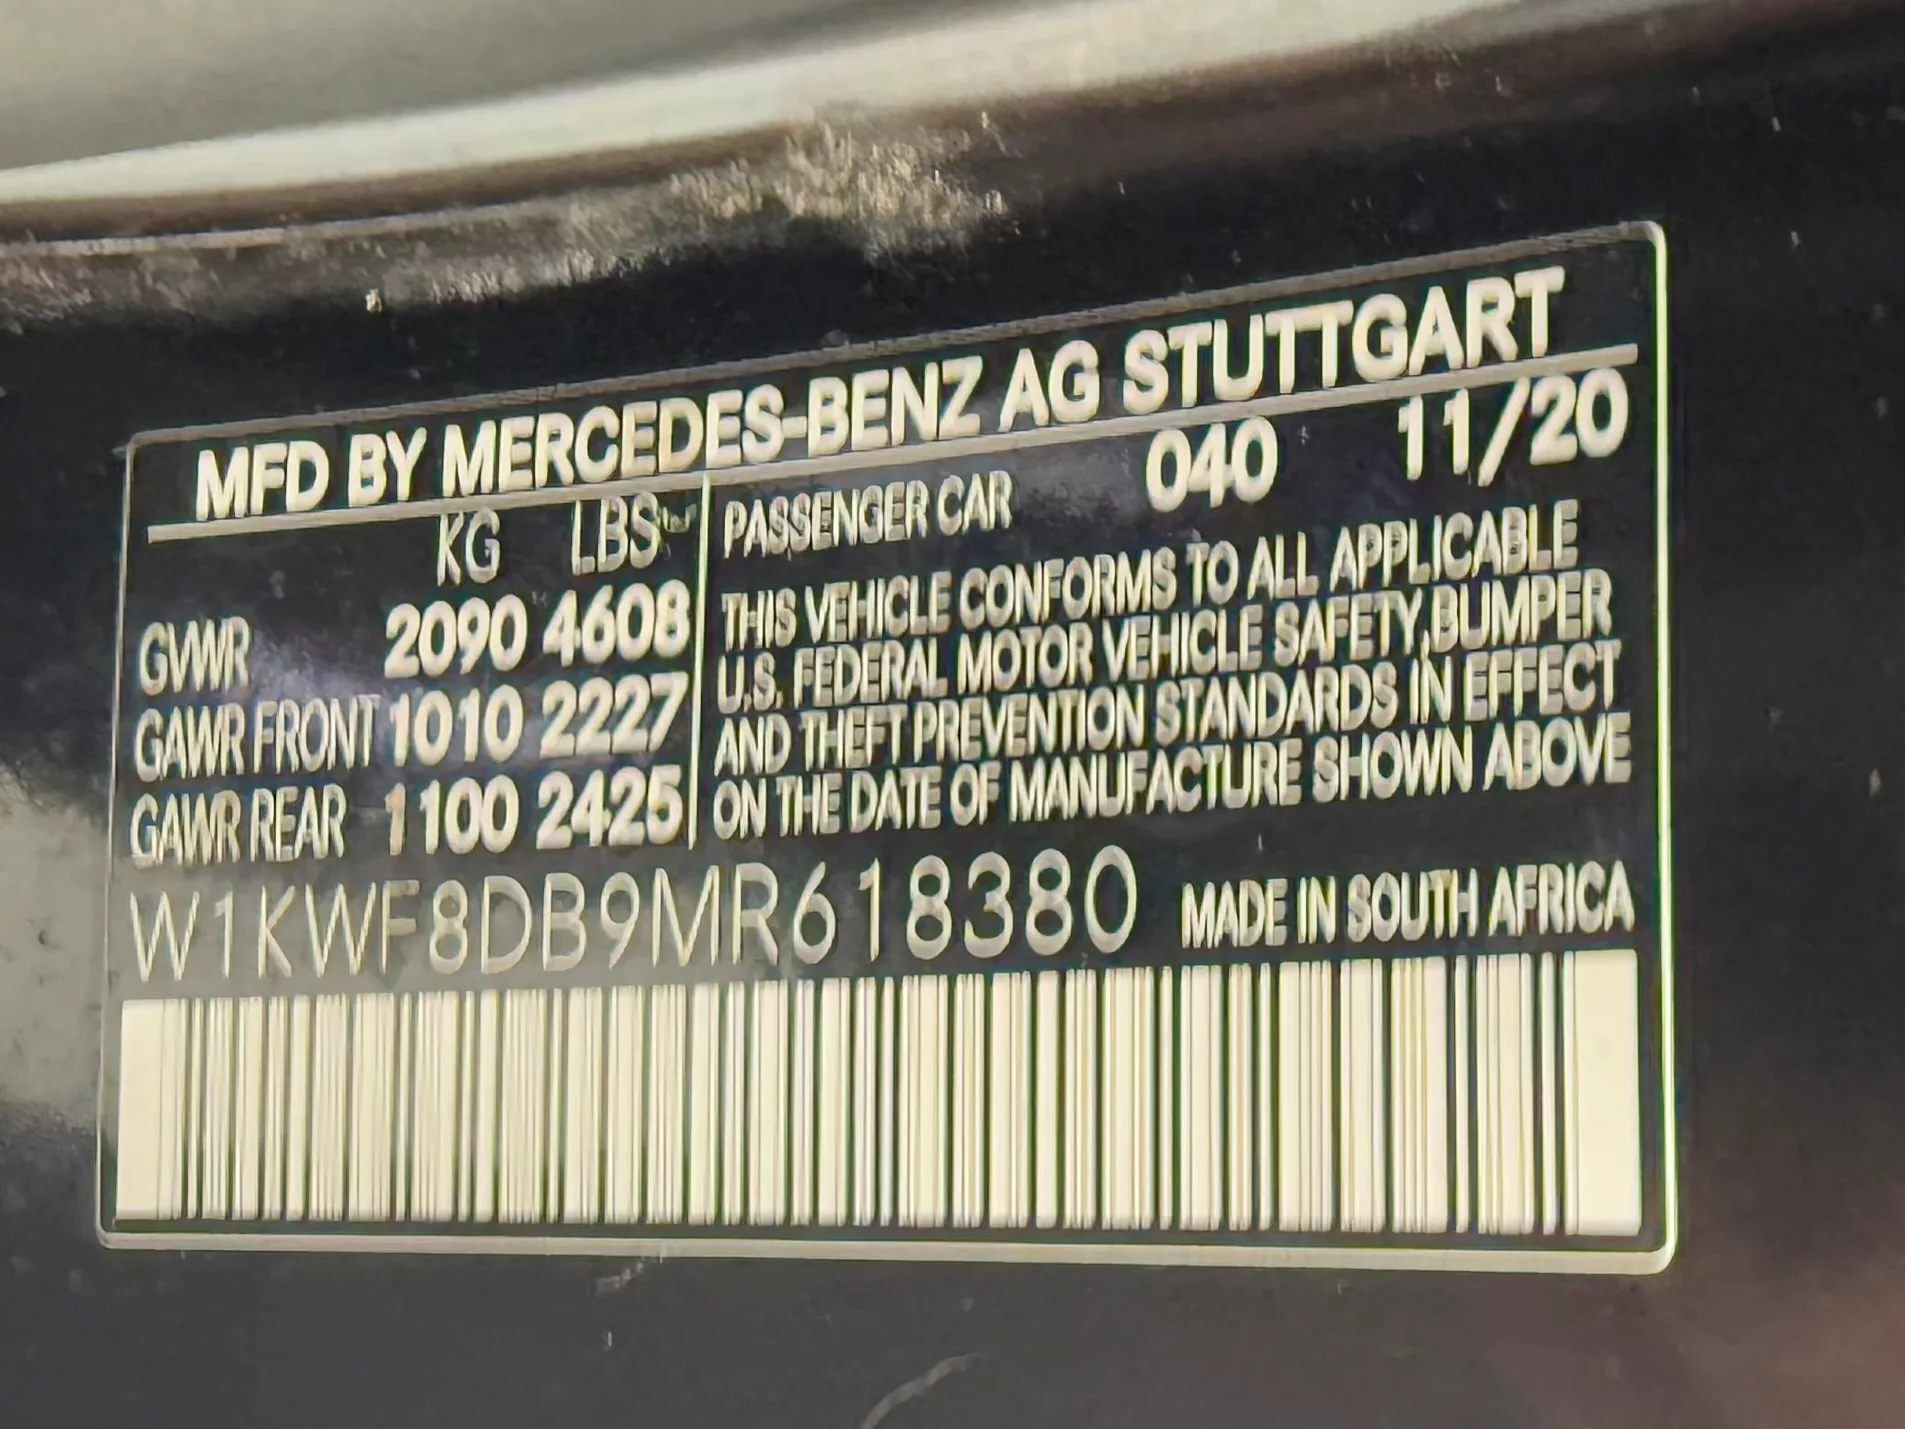 MFD BY MERCEDES-BENZ AG STUTTGART
KG LBS
GVWR 2090 4608
GAWR FRONT 1010 2227
GAWR REAR 1100 2425
PASSENGER CAR 040 11/20
THIS VEHICLE CONFORMS TO ALL APPLICABLE
U.S. FEDERAL MOTOR VEHICLE SAFETY,BUMPER
AND THEFT PREVENTION STANDARDS IN EFFECT
ON THE DATE OF MANUFACTURE SHOWN ABOVE
W1KWF8DB9MR618380 MADE IN SOUTH AFRICA